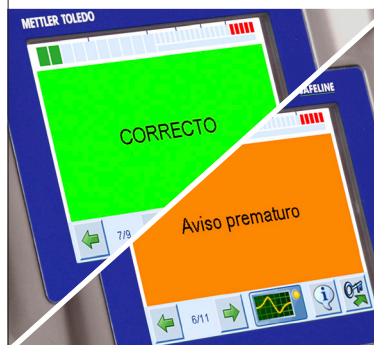 METTLER TOLEDO
CORRECTO
7/9
AFELINE
Aviso prematuro
6/11